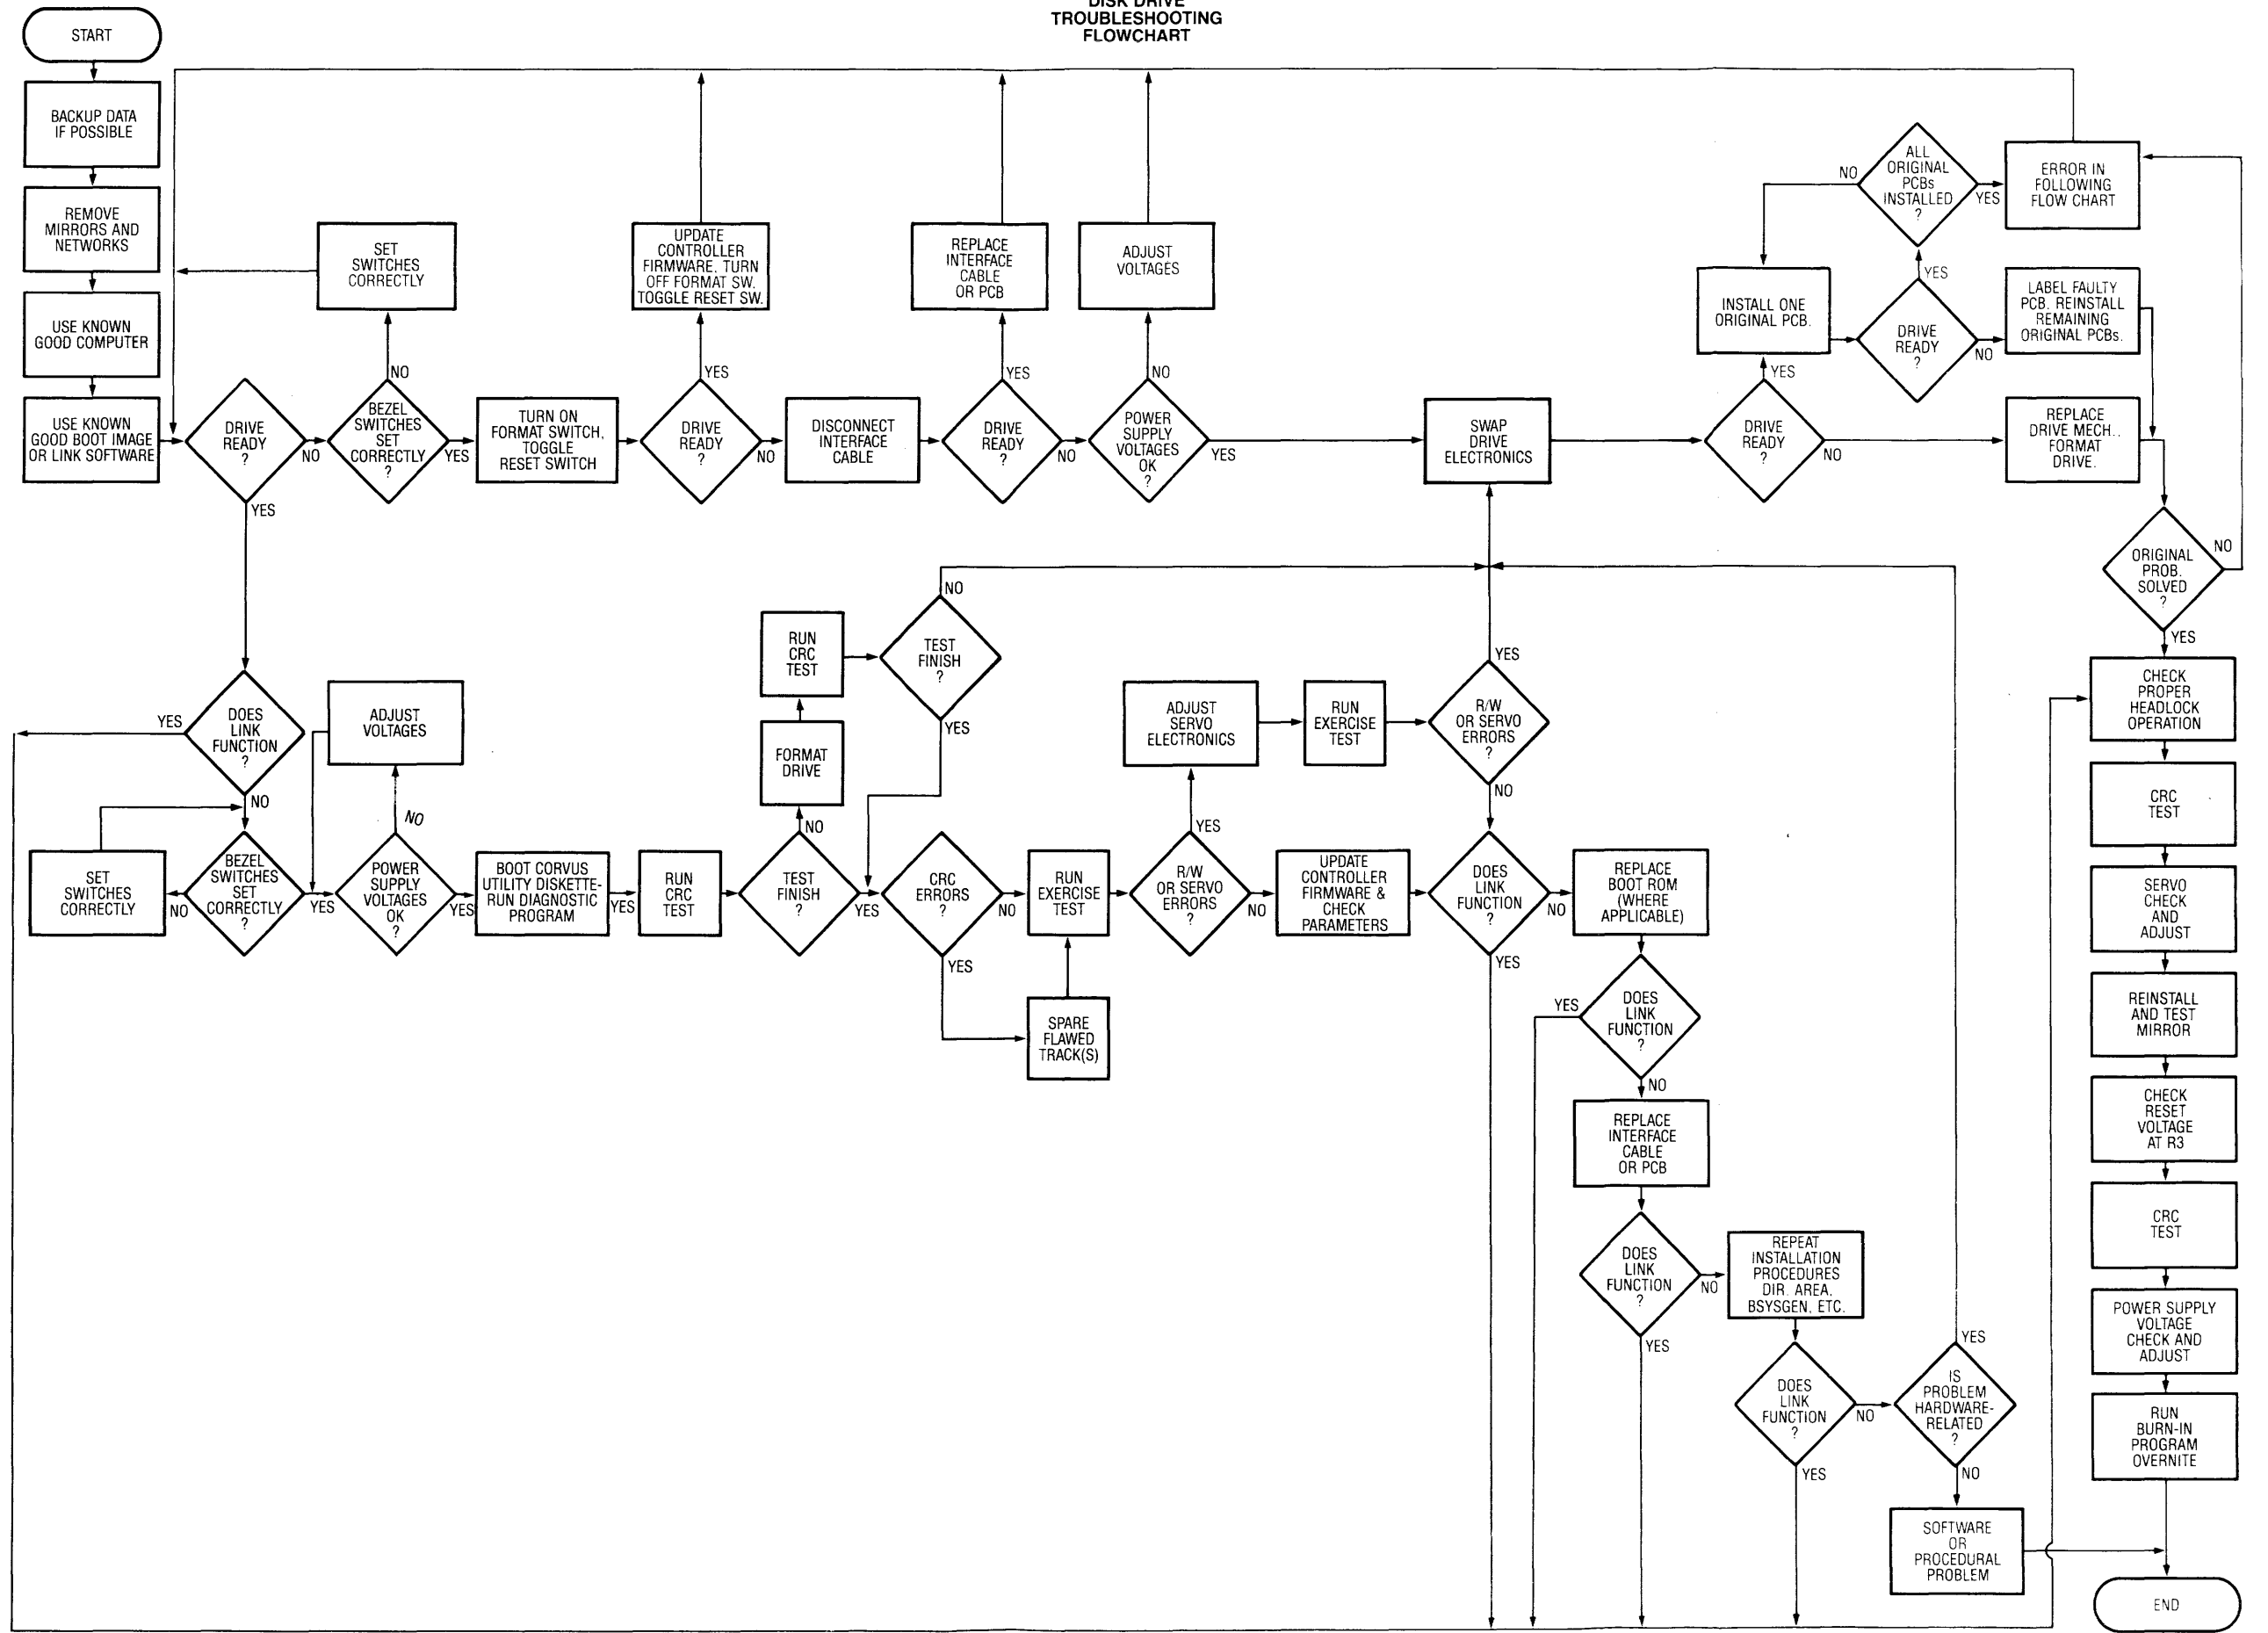 DISK DRIVE
TROUBLESHOOTING
FLOWCHART
START
BACKUP DATA
IF POSSIBLE
REMOVE
MIRRORS AND
NETWORKS
USE KNOWN
GOOD COMPUTER
USE KNOWN
GOOD BOOT IMAGE
OR LINK SOFTWARE
DRIVE
READY
?
NO
YES
SET
SWITCHES
CORRECTLY
NO
BEZEL
SWITCHES
SET
CORRECTLY
?
YES
TURN ON
FORMAT SWITCH,
TOGGLE
RESET SWITCH
UPDATE
CONTROLLER
FIRMWARE, TURN
OFF FORMAT SW.
TOGGLE RESET SW.
YES
DRIVE
READY
?
NO
DISCONNECT
INTERFACE
CABLE
REPLACE
INTERFACE
CABLE
OR PCB
YES
DRIVE
READY
?
NO
ADJUST
VOLTAGES
NO
POWER
SUPPLY
VOLTAGES
OK
?
YES
SWAP
DRIVE
ELECTRONICS
ALL
ORIGINAL
PCBs
INSTALLED
?
NO
YES
ERROR IN
FOLLOWING
FLOW CHART
INSTALL ONE
ORIGINAL PCB.
YES
DRIVE
READY
?
NO
LABEL FAULTY
PCB. REINSTALL
REMAINING
ORIGINAL PCBs.
YES
DRIVE
READY
?
NO
REPLACE
DRIVE MECH.,
FORMAT
DRIVE.
ORIGINAL
PROB.
SOLVED
?
NO
YES
DOES
LINK
FUNCTION
?
YES
NO
ADJUST
VOLTAGES
NO
SET
SWITCHES
CORRECTLY
NO
BEZEL
SWITCHES
SET
CORRECTLY
?
YES
POWER
SUPPLY
VOLTAGES
OK
?
YES
BOOT CORVUS
UTILITY DISKETTE-
RUN DIAGNOSTIC
PROGRAM
YES
RUN
CRC
TEST
TEST
FINISH
?
NO
YES
FORMAT
DRIVE
RUN
CRC
TEST
TEST
FINISH
?
NO
YES
CRC
ERRORS
?
NO
YES
SPARE
FLAWED
TRACK(S)
RUN
EXERCISE
TEST
R/W
OR SERVO
ERRORS
?
YES
NO
ADJUST
SERVO
ELECTRONICS
RUN
EXERCISE
TEST
YES
R/W
OR SERVO
ERRORS
?
NO
UPDATE
CONTROLLER
FIRMWARE &
CHECK
PARAMETERS
DOES
LINK
FUNCTION
?
NO
YES
REPLACE
BOOT ROM
(WHERE
APPLICABLE)
YES
DOES
LINK
FUNCTION
?
NO
REPLACE
INTERFACE
CABLE
OR PCB
DOES
LINK
FUNCTION
?
NO
YES
REPEAT
INSTALLATION
PROCEDURES
DIR. AREA,
BSYSGEN, ETC.
DOES
LINK
FUNCTION
?
NO
YES
YES
IS
PROBLEM
HARDWARE-
RELATED
?
NO
SOFTWARE
OR
PROCEDURAL
PROBLEM
CHECK
PROPER
HEADLOCK
OPERATION
CRC
TEST
SERVO
CHECK
AND
ADJUST
REINSTALL
AND TEST
MIRROR
CHECK
RESET
VOLTAGE
AT R3
CRC
TEST
POWER SUPPLY
VOLTAGE
CHECK AND
ADJUST
RUN
BURN-IN
PROGRAM
OVERNITE
END